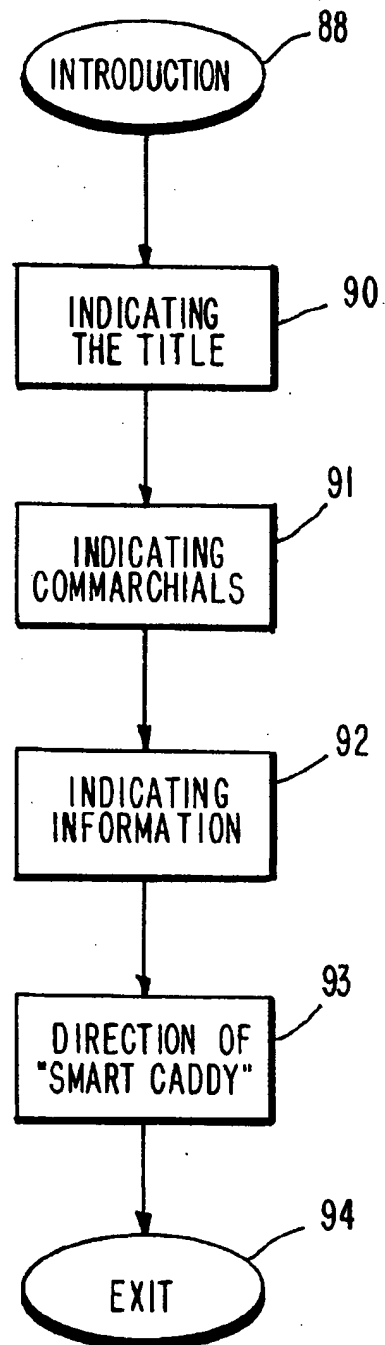 88
INTRODUCTION
90
INDICATING
THE TITLE
91
INDICATING
COMMARCHIALS
92
INDICATING
INFORMATION
93
DIRECTION OF
"SMART CADDY"
94
EXIT